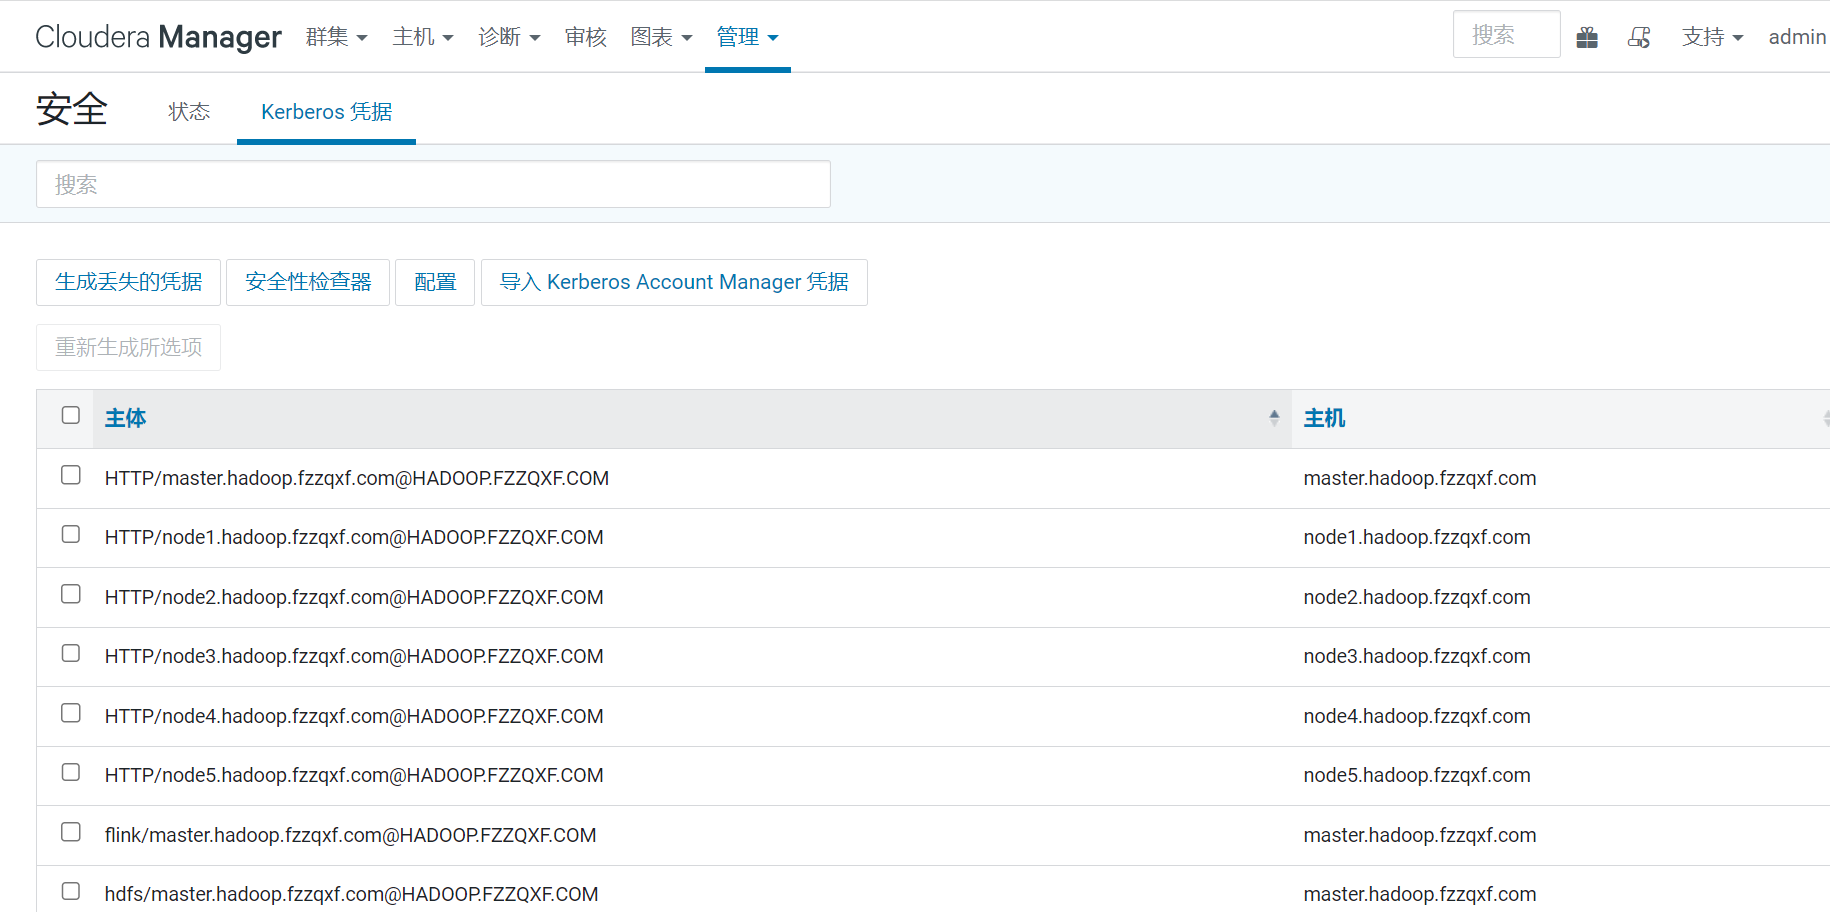 Cloudera Manager 群集 主机 诊断 审核 图表 管理 搜索 支持 admin
安全 状态 Kerberos 凭据
搜索
生成丢失的凭据 安全性检查器 配置 导入 Kerberos Account Manager 凭据
重新生成所选项
主体 主机
HTTP/master.hadoop.fzzqxf.com@HADOOP.FZZQXF.COM master.hadoop.fzzqxf.com
HTTP/node1.hadoop.fzzqxf.com@HADOOP.FZZQXF.COM node1.hadoop.fzzqxf.com
HTTP/node2.hadoop.fzzqxf.com@HADOOP.FZZQXF.COM node2.hadoop.fzzqxf.com
HTTP/node3.hadoop.fzzqxf.com@HADOOP.FZZQXF.COM node3.hadoop.fzzqxf.com
HTTP/node4.hadoop.fzzqxf.com@HADOOP.FZZQXF.COM node4.hadoop.fzzqxf.com
HTTP/node5.hadoop.fzzqxf.com@HADOOP.FZZQXF.COM node5.hadoop.fzzqxf.com
flink/master.hadoop.fzzqxf.com@HADOOP.FZZQXF.COM master.hadoop.fzzqxf.com
hdfs/master.hadoop.fzzqxf.com@HADOOP.FZZQXF.COM master.hadoop.fzzqxf.com